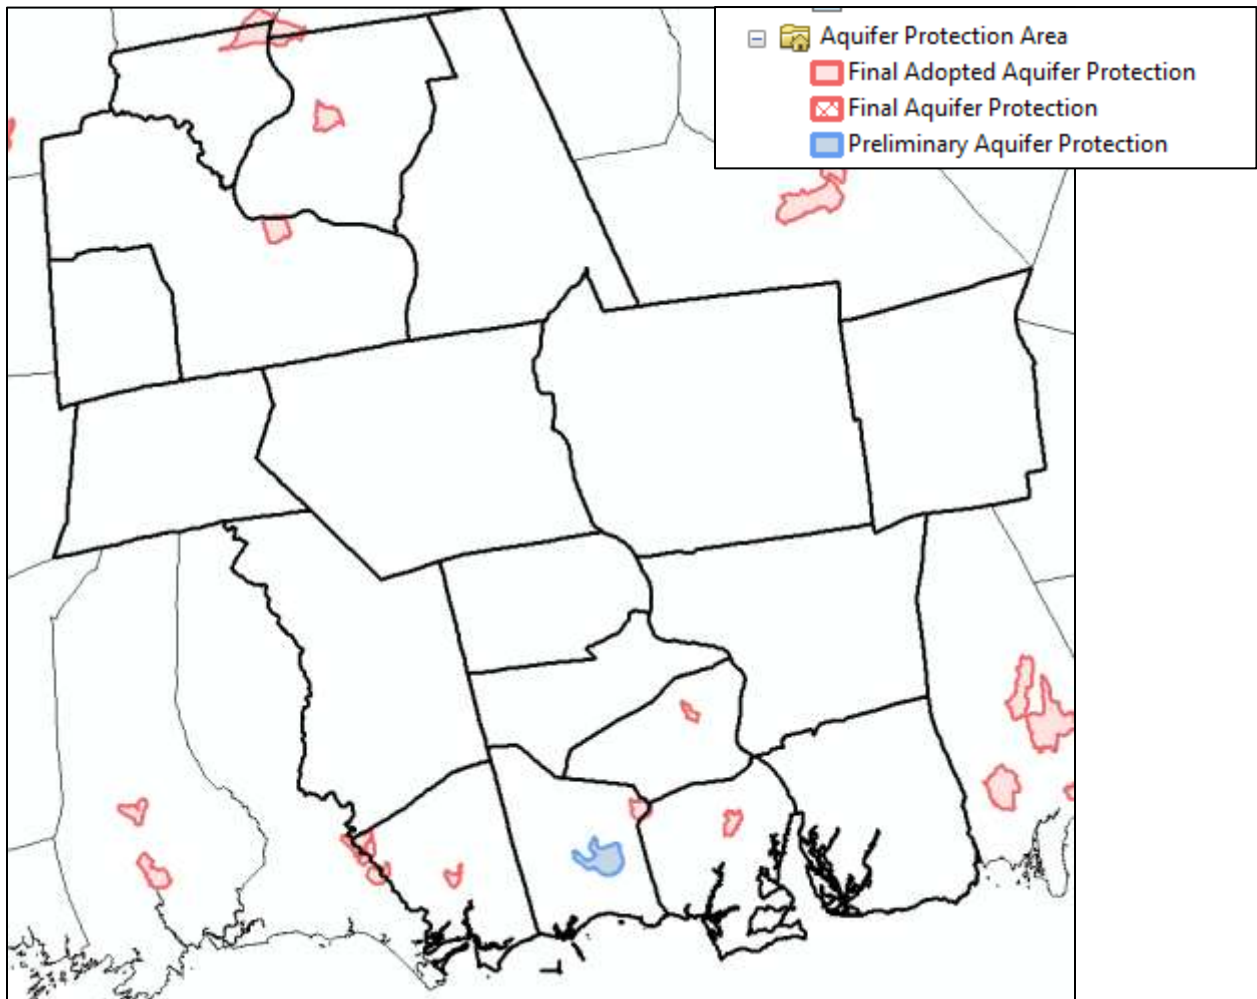 Aquifer Protection Area
Final Adopted Aquifer Protection
Final Aquifer Protection
Preliminary Aquifer Protection